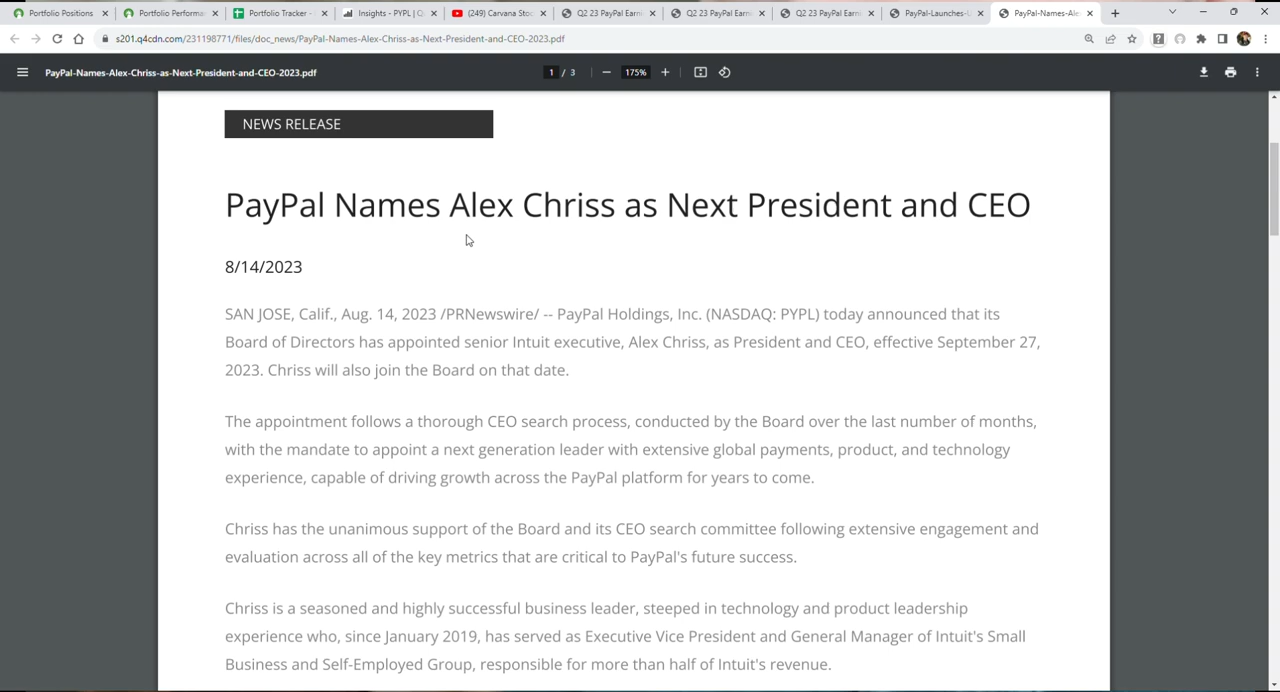 Portfolio Positions
Portfolio Performa
Portfolio Tracker -
Insights - PYPL | Q
(249) Carvana Stoc
Q2 23 PayPal Earni
Q2 23 PayPal Earni
Q2 23 PayPal Earni
PayPal-Launches-U
PayPal-Names-Ale
s201.q4cdn.com/231198771/files/doc_news/PayPal-Names-Alex-Chriss-as-Next-President-and-CEO-2023.pdf
PayPal-Names-Alex-Chriss-as-Next-President-and-CEO-2023.pdf
1 / 3
175%
NEWS RELEASE
PayPal Names Alex Chriss as Next President and CEO
8/14/2023
SAN JOSE, Calif., Aug. 14, 2023 /PRNewswire/ -- PayPal Holdings, Inc. (NASDAQ: PYPL) today announced that its
Board of Directors has appointed senior Intuit executive, Alex Chriss, as President and CEO, effective September 27,
2023. Chriss will also join the Board on that date.
The appointment follows a thorough CEO search process, conducted by the Board over the last number of months,
with the mandate to appoint a next generation leader with extensive global payments, product, and technology
experience, capable of driving growth across the PayPal platform for years to come.
Chriss has the unanimous support of the Board and its CEO search committee following extensive engagement and
evaluation across all of the key metrics that are critical to PayPal's future success.
Chriss is a seasoned and highly successful business leader, steeped in technology and product leadership
experience who, since January 2019, has served as Executive Vice President and General Manager of Intuit's Small
Business and Self-Employed Group, responsible for more than half of Intuit's revenue.